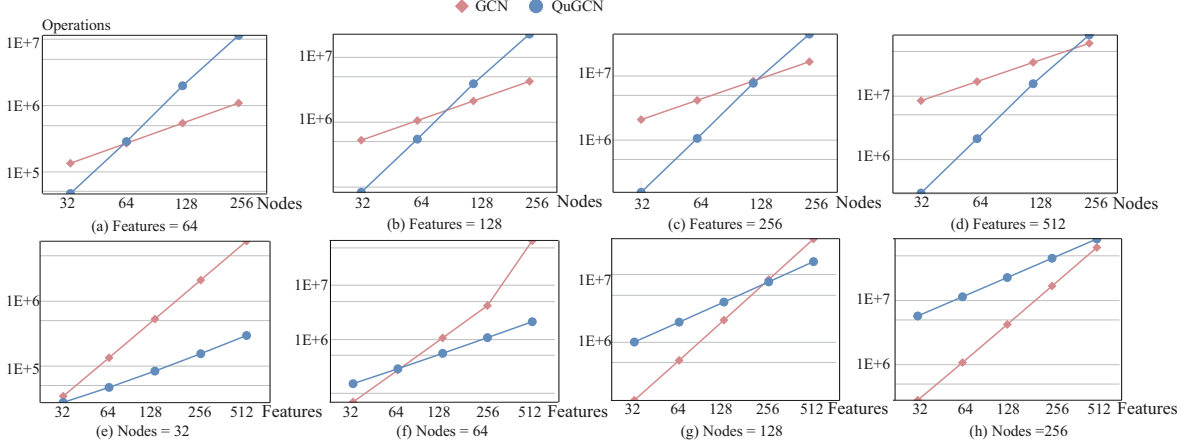 GCN QuGCN
Operations
1E+7
1E+6
1E+5
32 64 128 256 Nodes
(a) Features = 64
1E+7
1E+6
32 64 128 256 Nodes
(b) Features = 128
1E+7
1E+6
32 64 128 256 Nodes
(c) Features = 256
1E+7
1E+6
32 64 128 256 Nodes
(d) Features = 512
1E+6
1E+5
32 64 128 256 512 Features
(e) Nodes = 32
1E+7
1E+6
32 64 128 256 512 Features
(f) Nodes = 64
1E+7
1E+6
32 64 128 256 512 Features
(g) Nodes = 128
1E+7
1E+6
32 64 128 256 512 Features
(h) Nodes =256